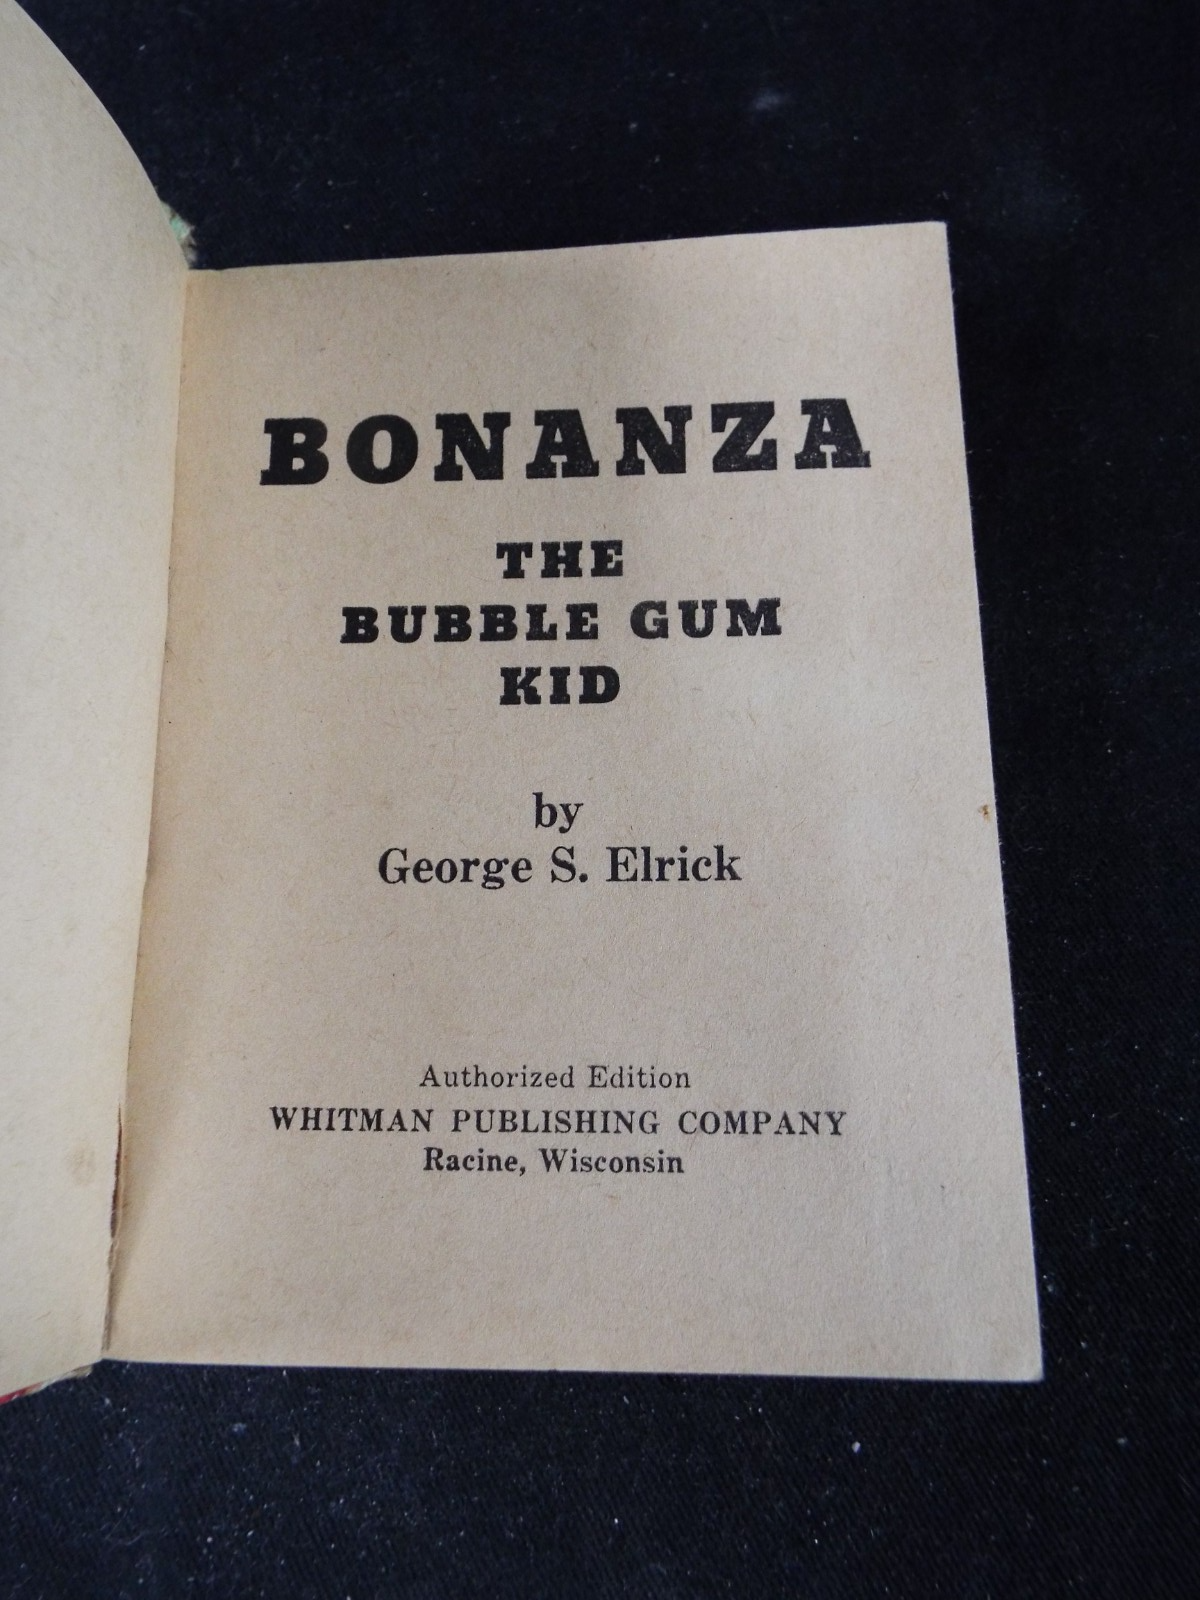 BONANZA
THE
BUBBLE GUM
KID
by
George S. Elrick
Authorized Edition
WHITMAN PUBLISHING COMPANY
Racine, Wisconsin